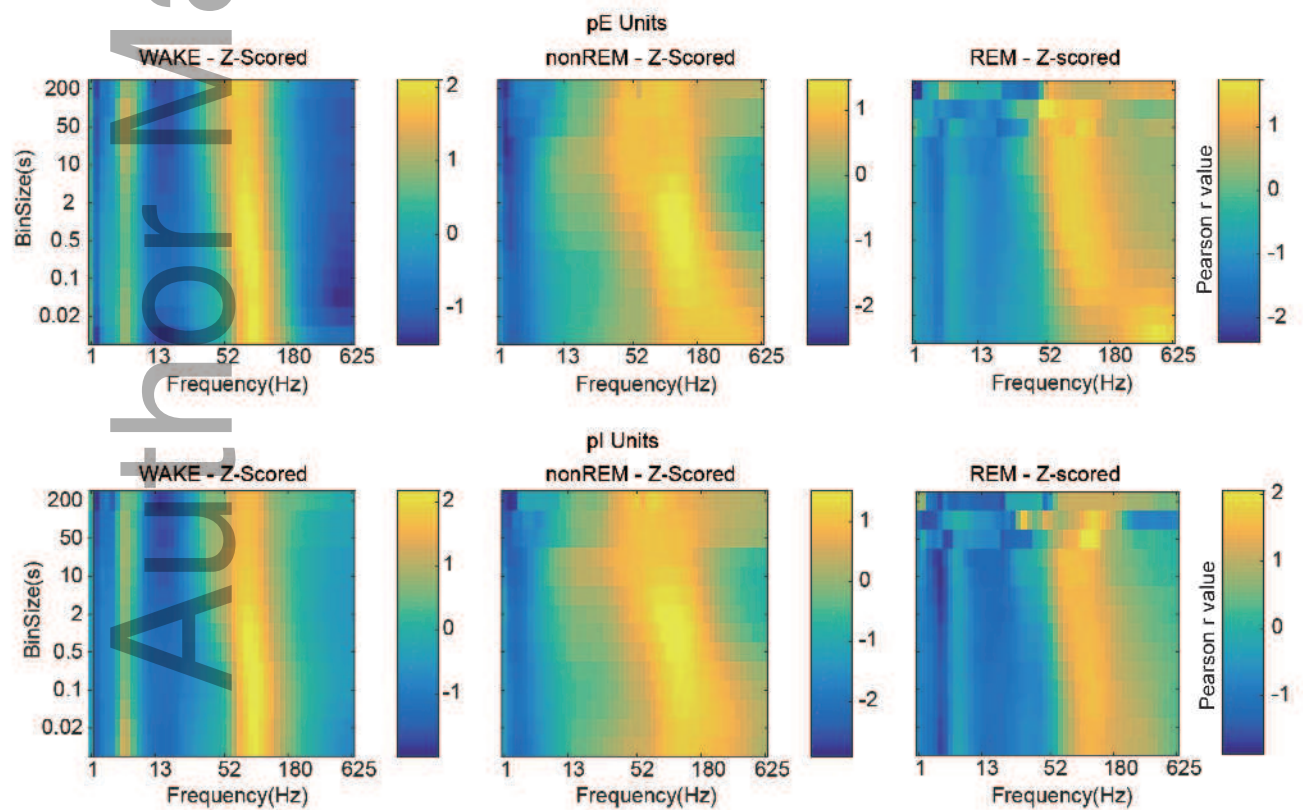 pE Units
WAKE - Z-Scored
nonREM - Z-Scored
REM - Z-scored
BinSize(s)
200
50
10
2
0.5
0.1
0.02
1 13 52 180 625
Frequency(Hz)
2
1
0
-1
1 13 52 180 625
Frequency(Hz)
1
0
-1
-2
1 13 52 180 625
Frequency(Hz)
Pearson r value
1
0
-1
-2
pI Units
WAKE - Z-Scored
nonREM - Z-Scored
REM - Z-scored
BinSize(s)
200
50
10
2
0.5
0.1
0.02
1 13 52 180 625
Frequency(Hz)
2
1
0
-1
1 13 52 180 625
Frequency(Hz)
1
0
-1
-2
1 13 52 180 625
Frequency(Hz)
Pearson r value
2
1
0
-1
Author Ma